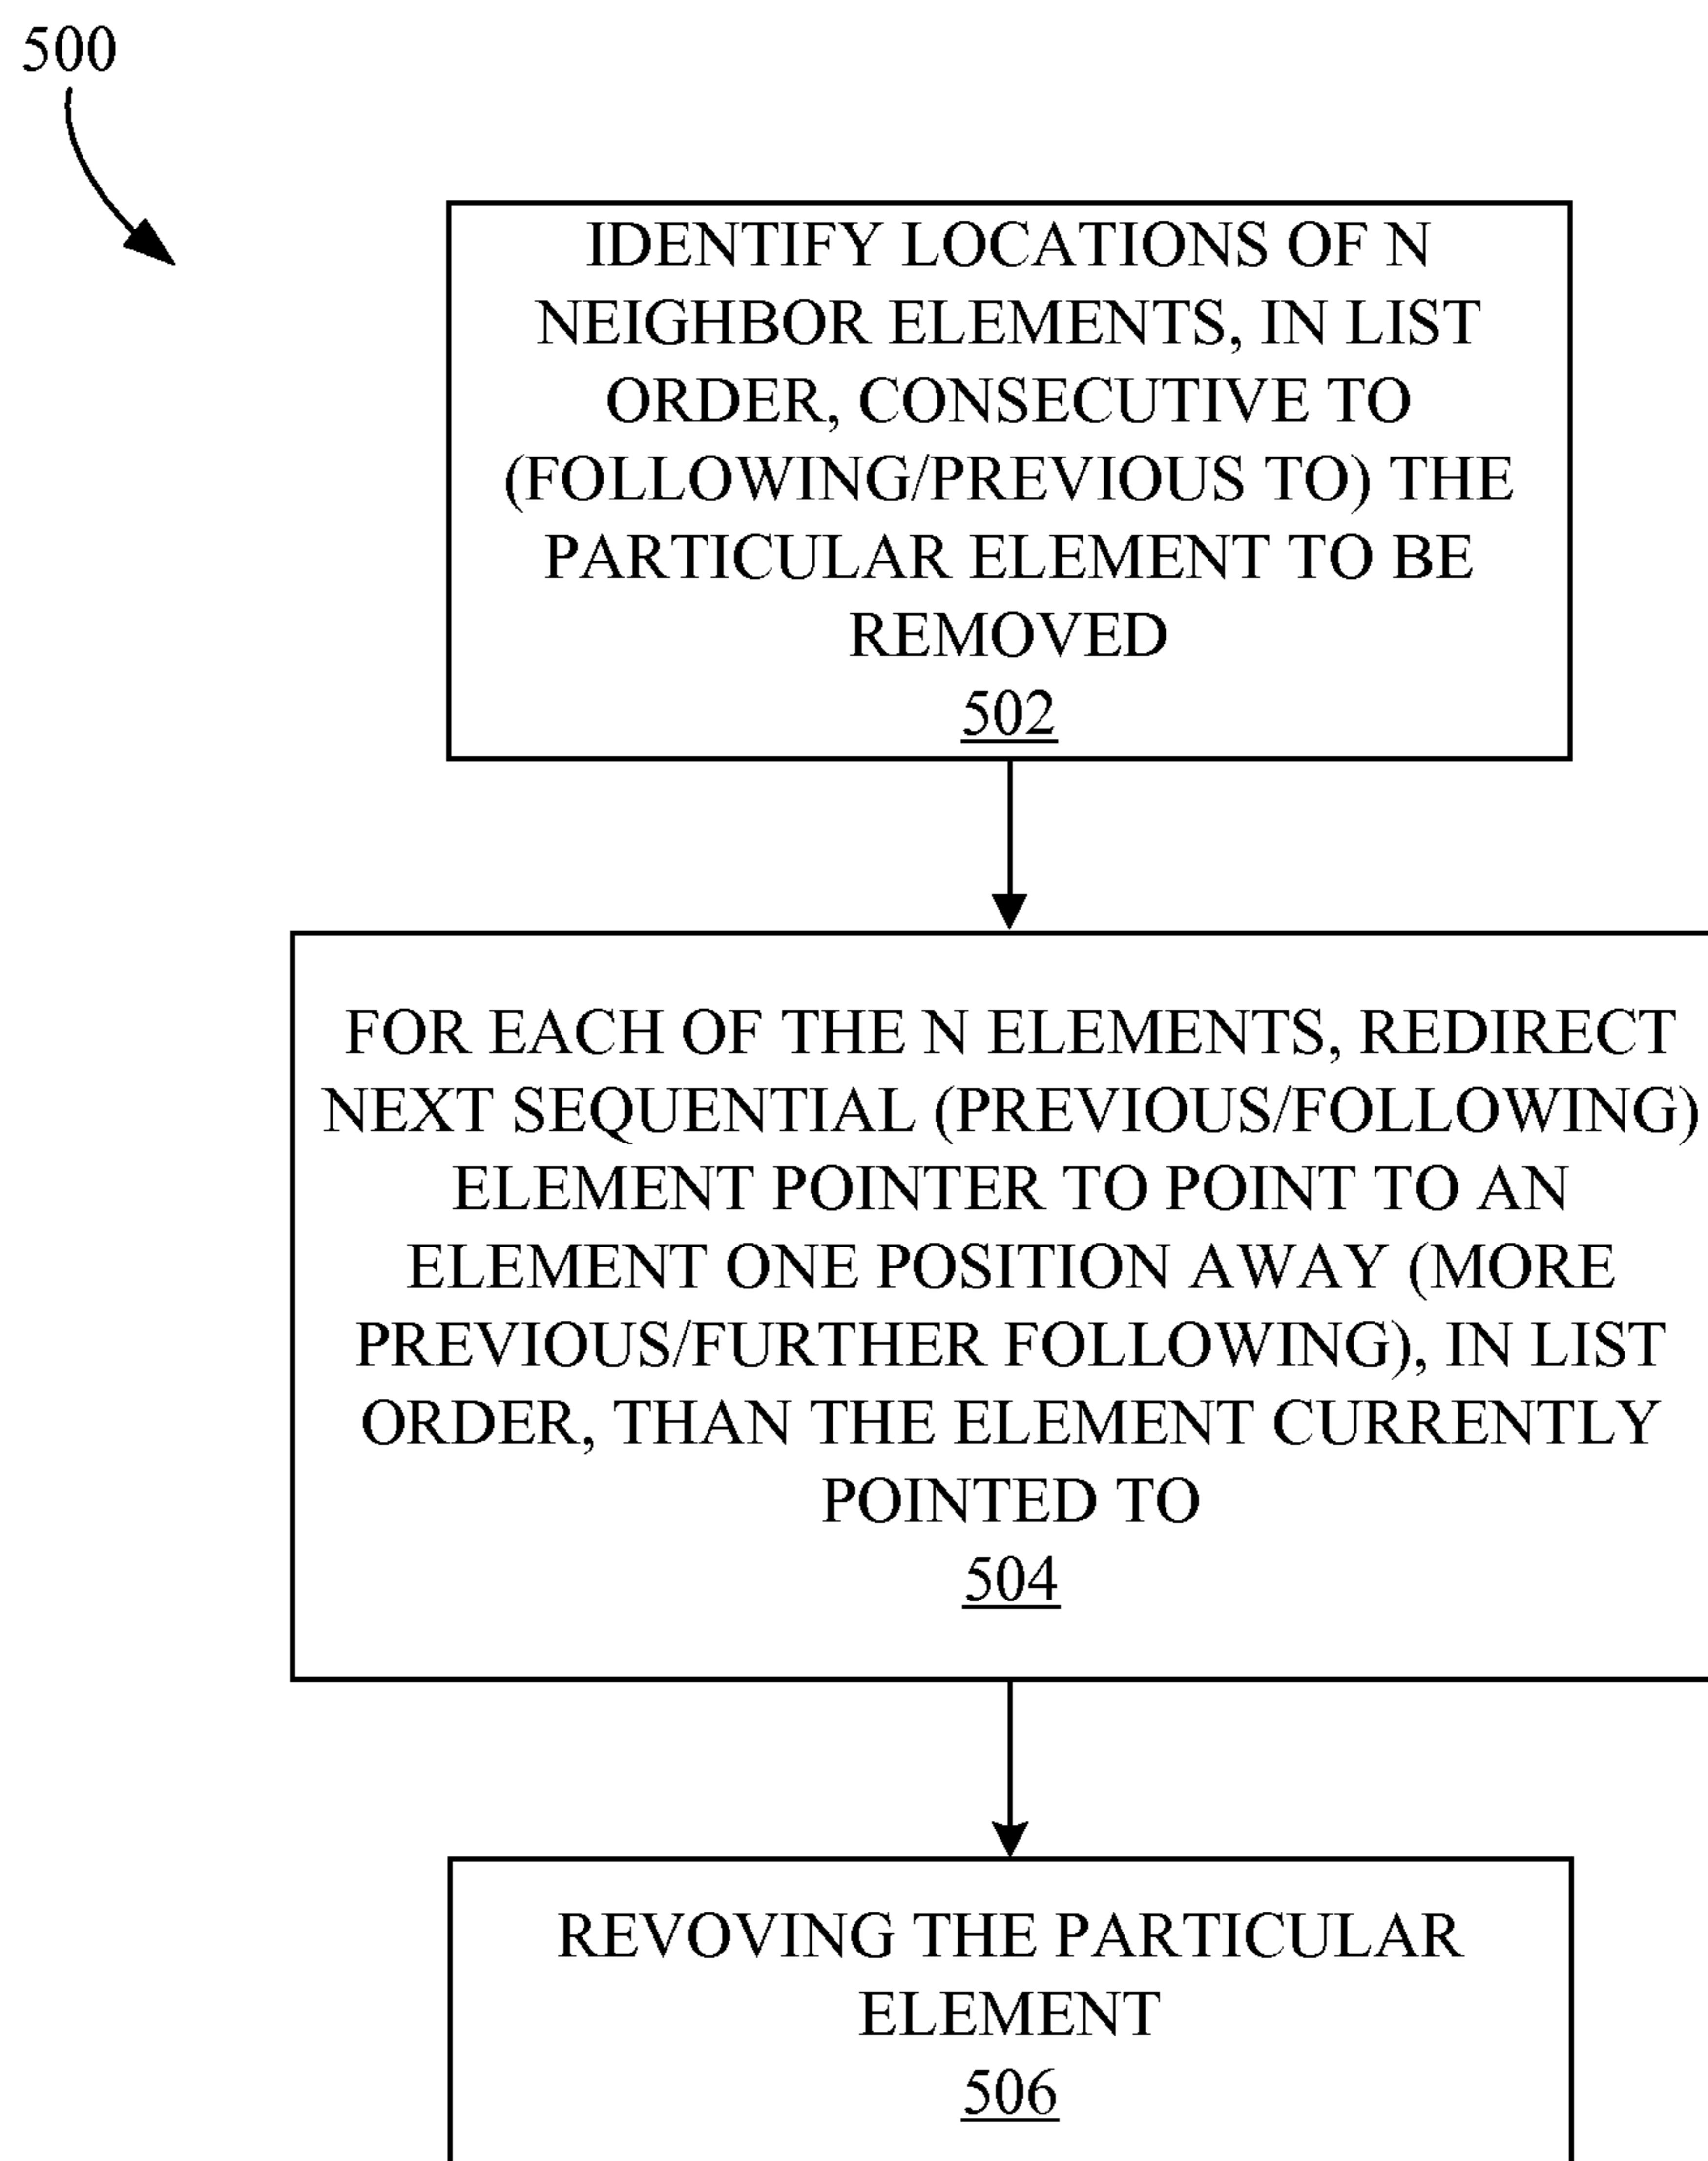 500
IDENTIFY LOCATIONS OF N
NEIGHBOR ELEMENTS, IN LIST
ORDER, CONSECUTIVE TO
(FOLLOWING/PREVIOUS TO) THE
PARTICULAR ELEMENT TO BE
REMOVED
502
FOR EACH OF THE N ELEMENTS, REDIRECT
NEXT SEQUENTIAL (PREVIOUS/FOLLOWING)
ELEMENT POINTER TO POINT TO AN
ELEMENT ONE POSITION AWAY (MORE
PREVIOUS/FURTHER FOLLOWING), IN LIST
ORDER, THAN THE ELEMENT CURRENTLY
POINTED TO
504
REVOVING THE PARTICULAR
ELEMENT
506